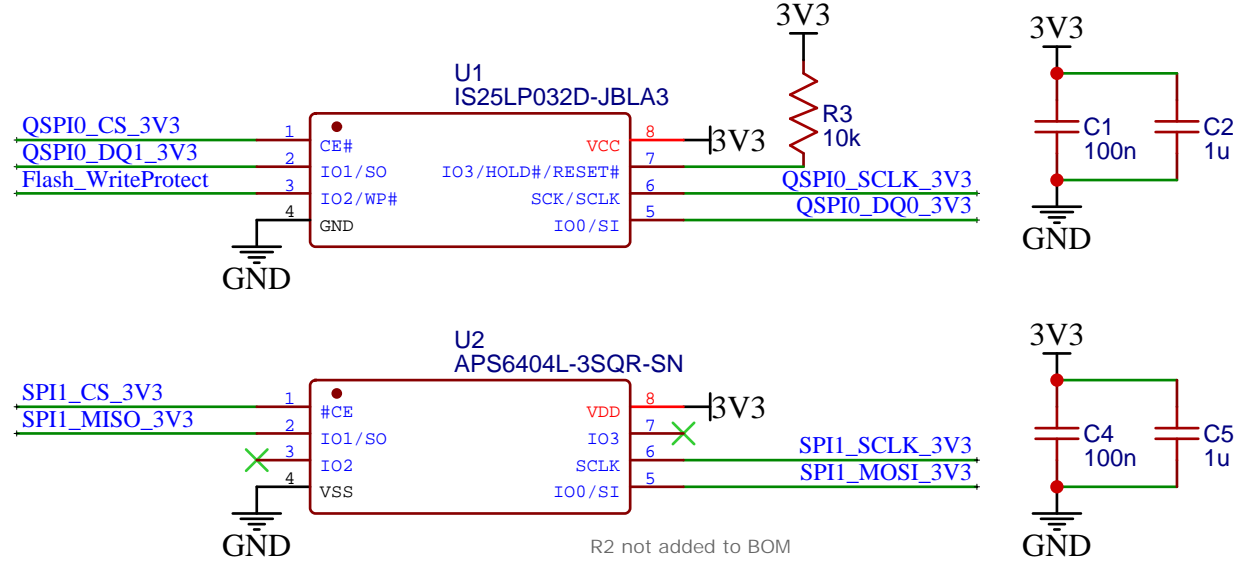 3V3
3V3
U1
IS25LP032D-JBLA3
R3
10k
C1
100n
C2
1u
QSPI0_CS_3V3
1
CE#
VCC
8
3V3
QSPI0_DQ1_3V3
2
IO1/SO
IO3/HOLD#/RESET#
7
Flash_WriteProtect
3
IO2/WP#
SCK/SCLK
6
QSPI0_SCLK_3V3
4
GND
IO0/SI
5
QSPI0_DQ0_3V3
GND
GND
U2
APS6404L-3SQR-SN
3V3
SPI1_CS_3V3
1
#CE
VDD
8
3V3
SPI1_MISO_3V3
2
IO1/SO
IO3
7
3
IO2
SCLK
6
SPI1_SCLK_3V3
4
VSS
IO0/SI
5
SPI1_MOSI_3V3
C4
100n
C5
1u
GND
R2 not added to BOM
GND